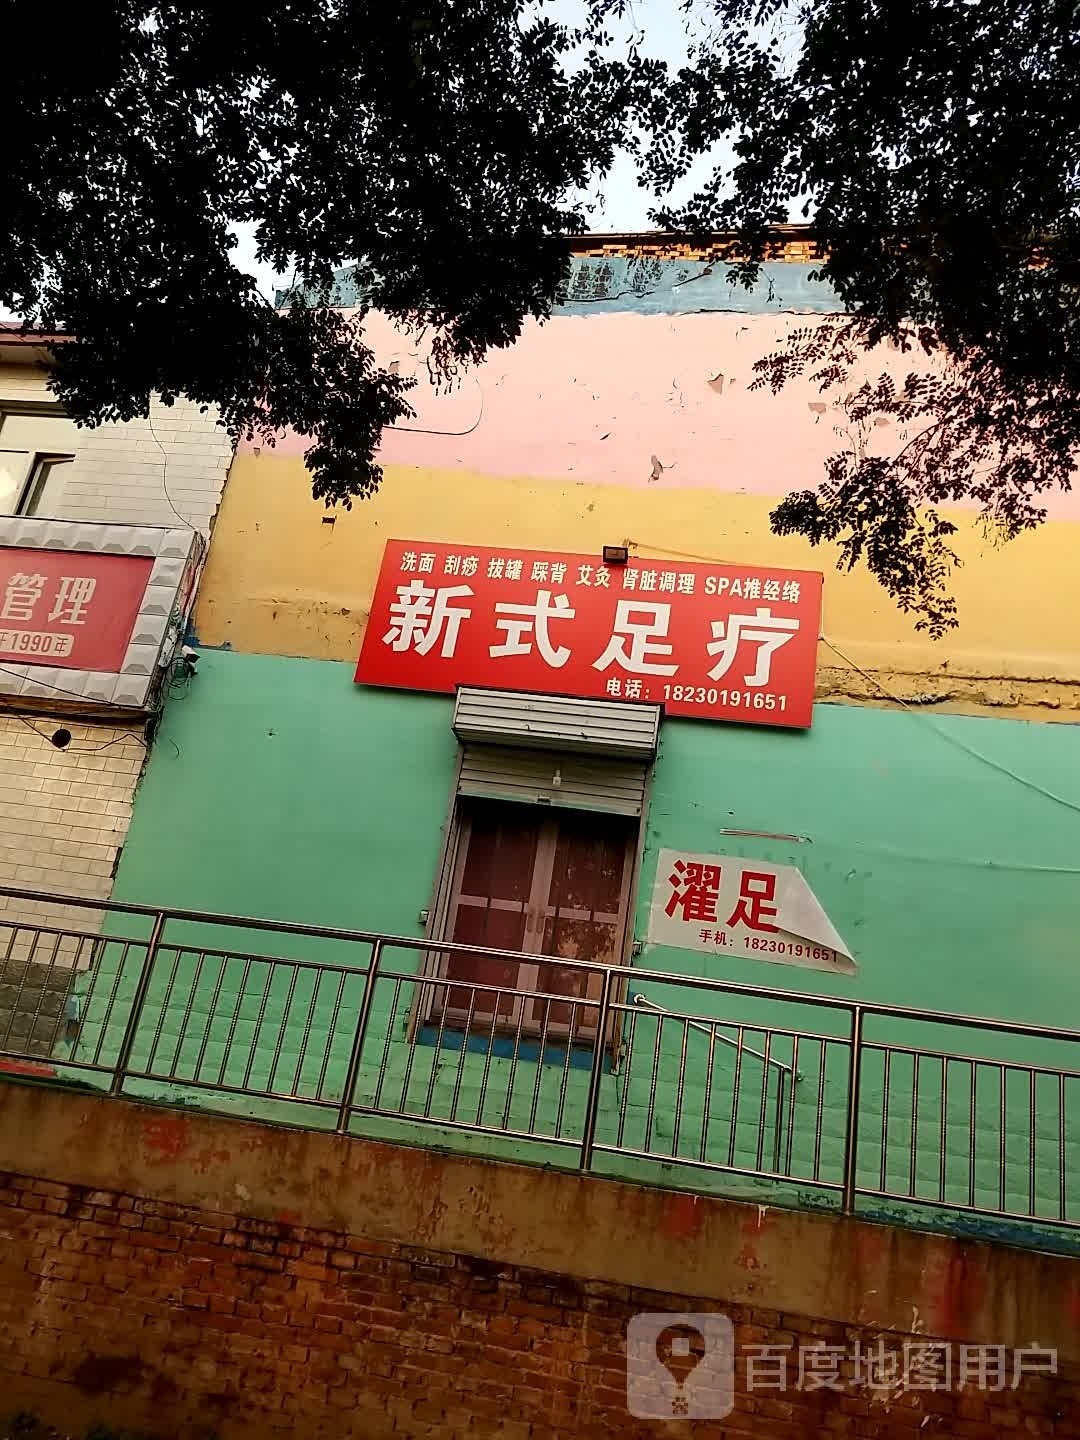 洗面 刮痧 拔罐 踩背 艾灸 肾脏调理 SPA推经络
新式足疗
电话：18230191651
管理
1990年
濯足
手机：18230191651
百度地图用户